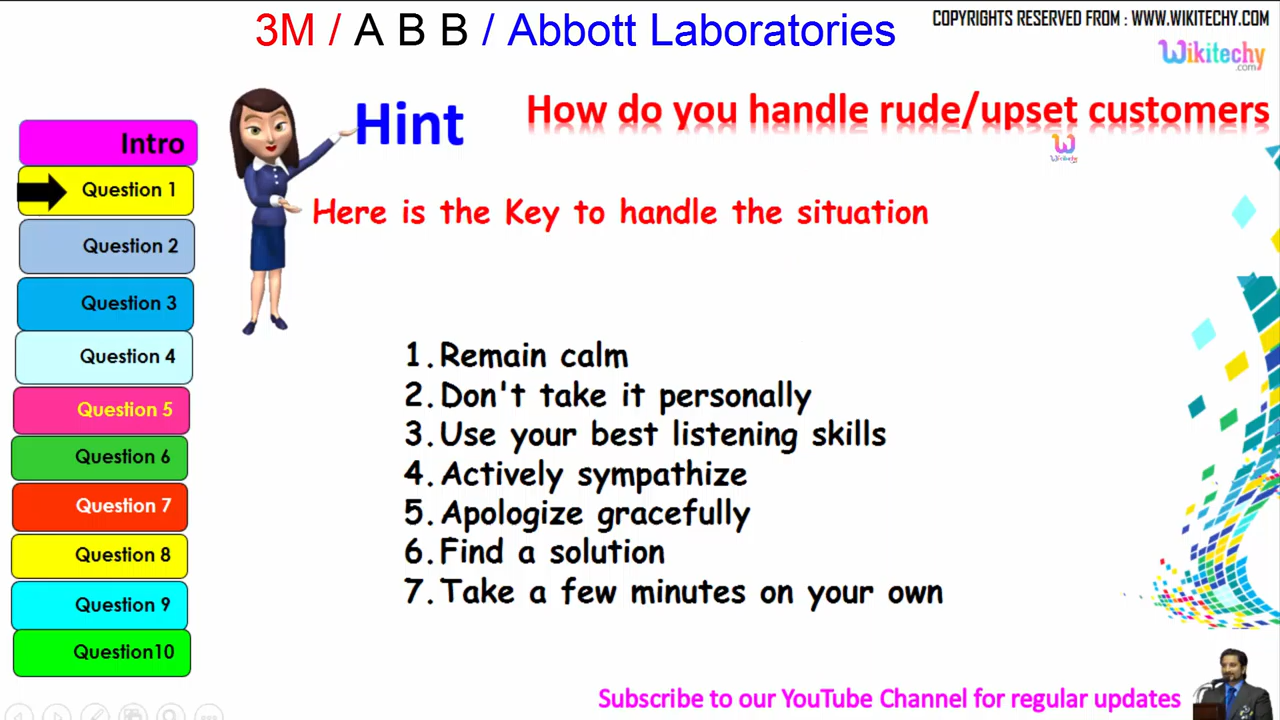 3M / A B B / Abbott Laboratories
COPYRIGHTS RESERVED FROM : WWW.WIKITECHY.COM
Wikitechy
.com
Hint
How do you handle rude/upset customers
Wikitechy
Here is the Key to handle the situation
Intro
Question 1
Question 2
Question 3
Question 4
Question 5
Question 6
Question 7
Question 8
Question 9
Question10
1. Remain calm
2. Don't take it personally
3. Use your best listening skills
4. Actively sympathize
5. Apologize gracefully
6. Find a solution
7. Take a few minutes on your own
Subscribe to our YouTube Channel for regular updates